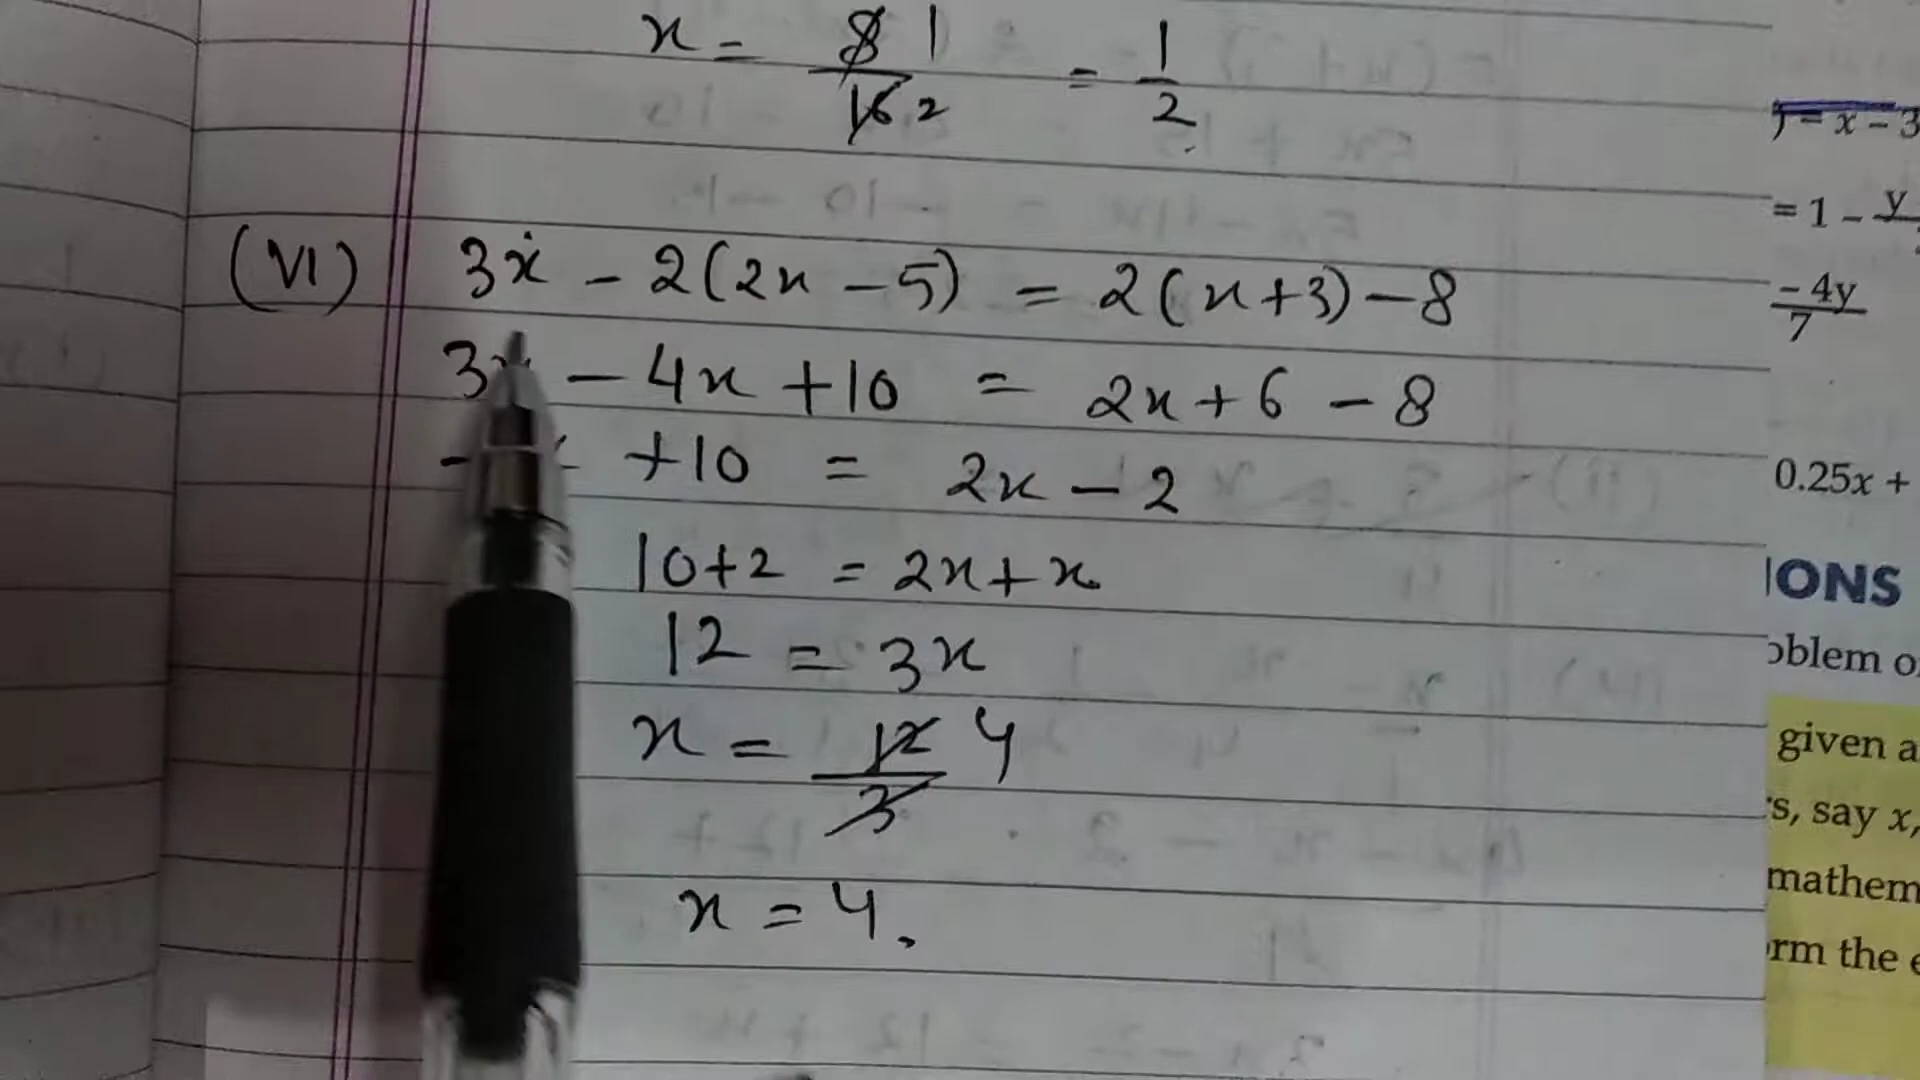 x = 8 1 / 16 2 = 1/2
(VI) 3x - 2(2x - 5) = 2(x+3) - 8
3x - 4x + 10 = 2x + 6 - 8
- + 10 = 2x - 2
10+2 = 2x+x
12 = 3x
x = 12 4 / 3
x = 4.
) = x - 3
= 1 - y
- 4y / 7
0.25x +
IONS
oblem o
given a
s, say x,
mathem
rm the e